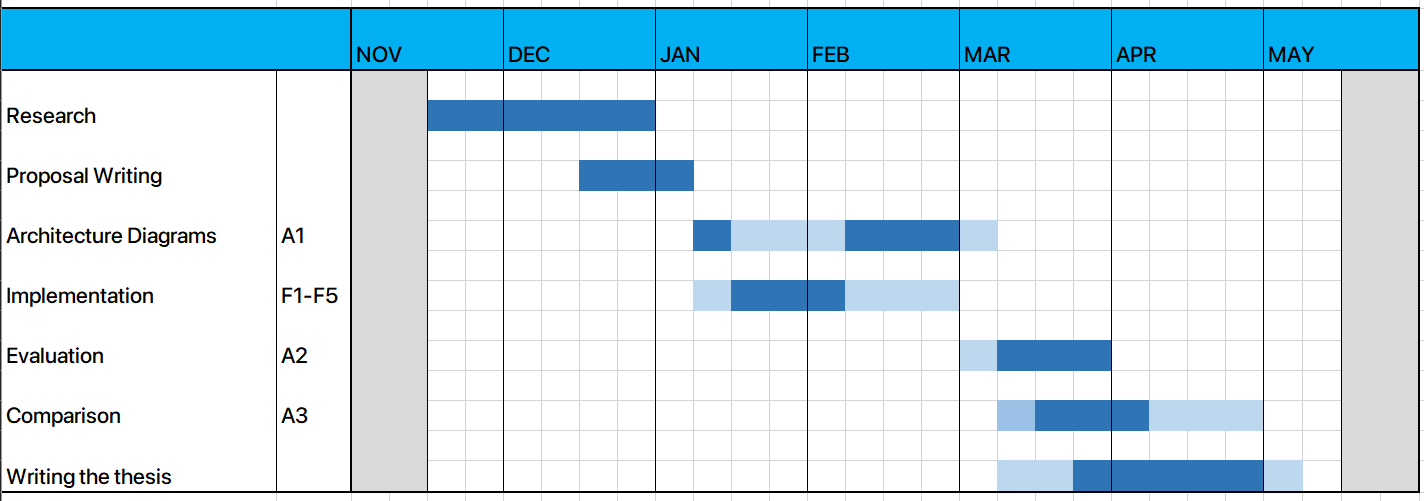 NOV DEC JAN FEB MAR APR MAY
Research
Proposal Writing
Architecture Diagrams A1
Implementation F1-F5
Evaluation A2
Comparison A3
Writing the thesis